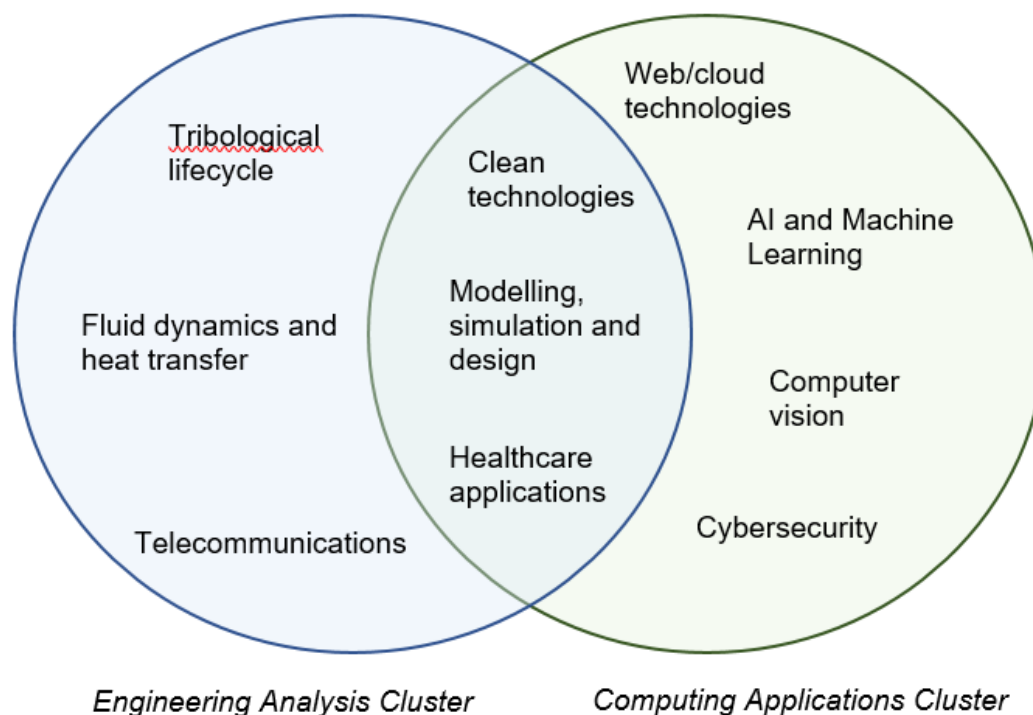 Web/cloud
technologies
Tribological
lifecycle
Clean
technologies
AI and Machine
Learning
Modelling,
simulation and
design
Fluid dynamics and
heat transfer
Computer
vision
Healthcare
applications
Cybersecurity
Telecommunications
Engineering Analysis Cluster
Computing Applications Cluster